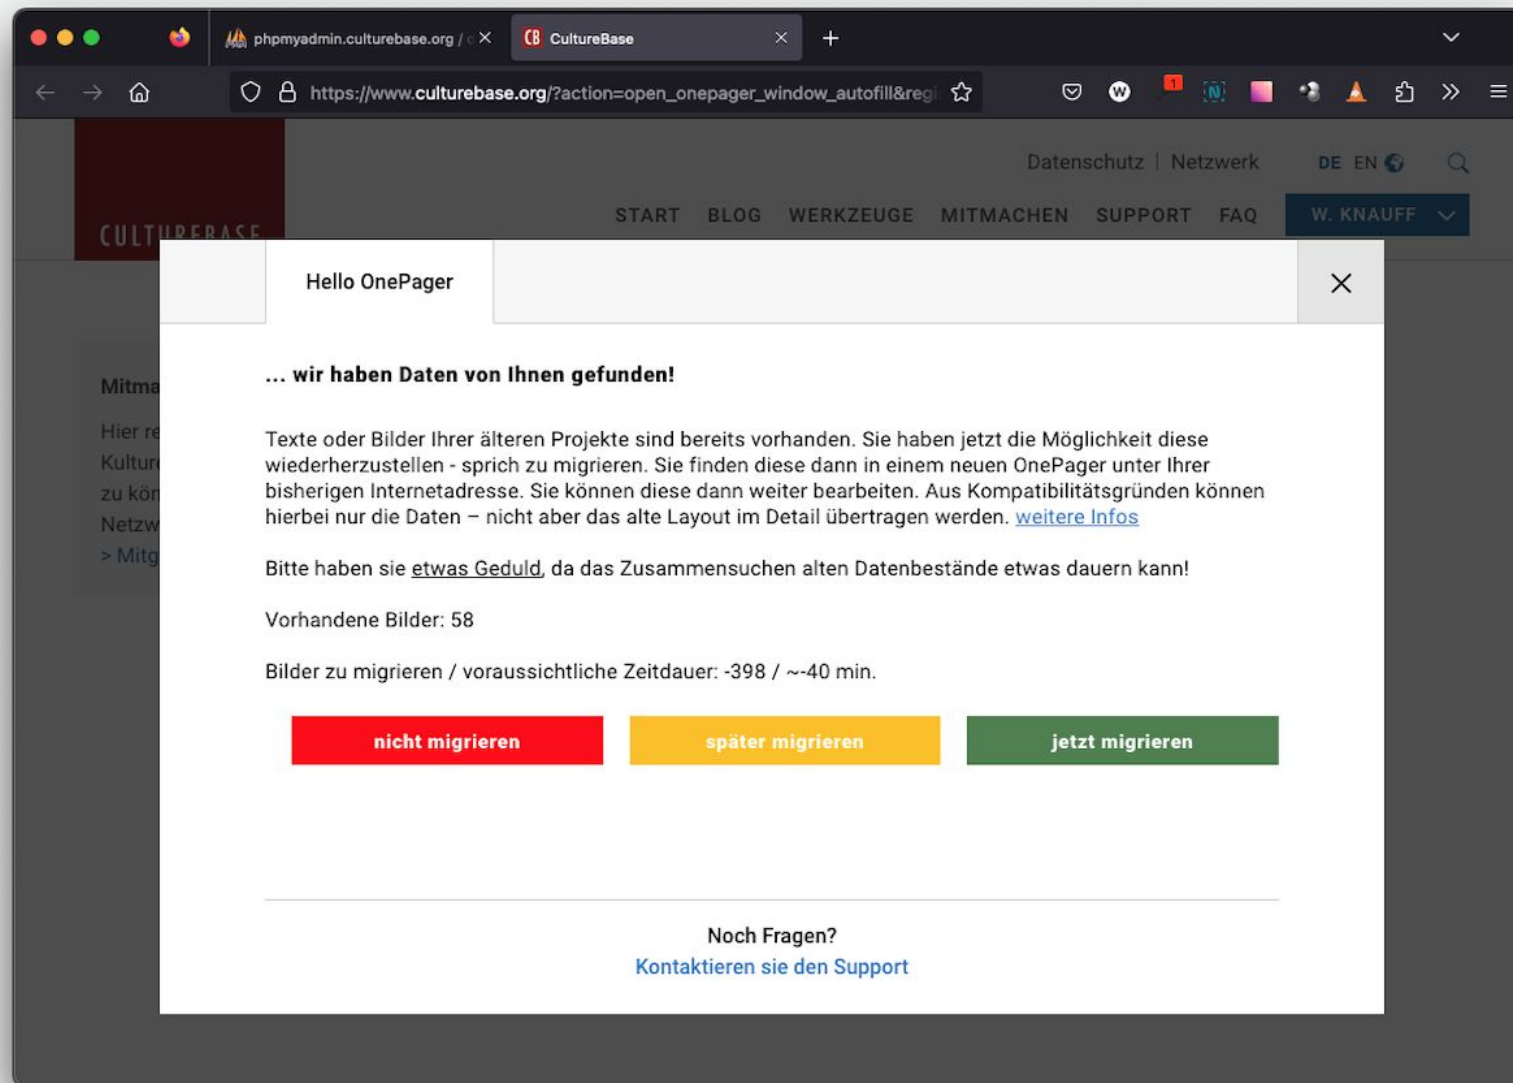 phpmyadmin.culturebase.org /
CB CultureBase
https://www.culturebase.org/?action=open_onepager_window_autofill&reg
W
1
N
Datenschutz | Netzwerk DE EN
CULTUREBASE
START BLOG WERKZEUGE MITMACHEN SUPPORT FAQ W. KNAUFF
Hello OnePager
... wir haben Daten von Ihnen gefunden!
Mitma
Hier re
Kulture
zu kön
Netzw
> Mitg
Texte oder Bilder Ihrer älteren Projekte sind bereits vorhanden. Sie haben jetzt die Möglichkeit diese
wiederherzustellen - sprich zu migrieren. Sie finden diese dann in einem neuen OnePager unter Ihrer
bisherigen Internetadresse. Sie können diese dann weiter bearbeiten. Aus Kompatibilitätsgründen können
hierbei nur die Daten – nicht aber das alte Layout im Detail übertragen werden. weitere Infos
Bitte haben sie etwas Geduld, da das Zusammensuchen alten Datenbestände etwas dauern kann!
Vorhandene Bilder: 58
Bilder zu migrieren / voraussichtliche Zeitdauer: -398 / ~-40 min.
nicht migrieren
später migrieren
jetzt migrieren
Noch Fragen?
Kontaktieren sie den Support